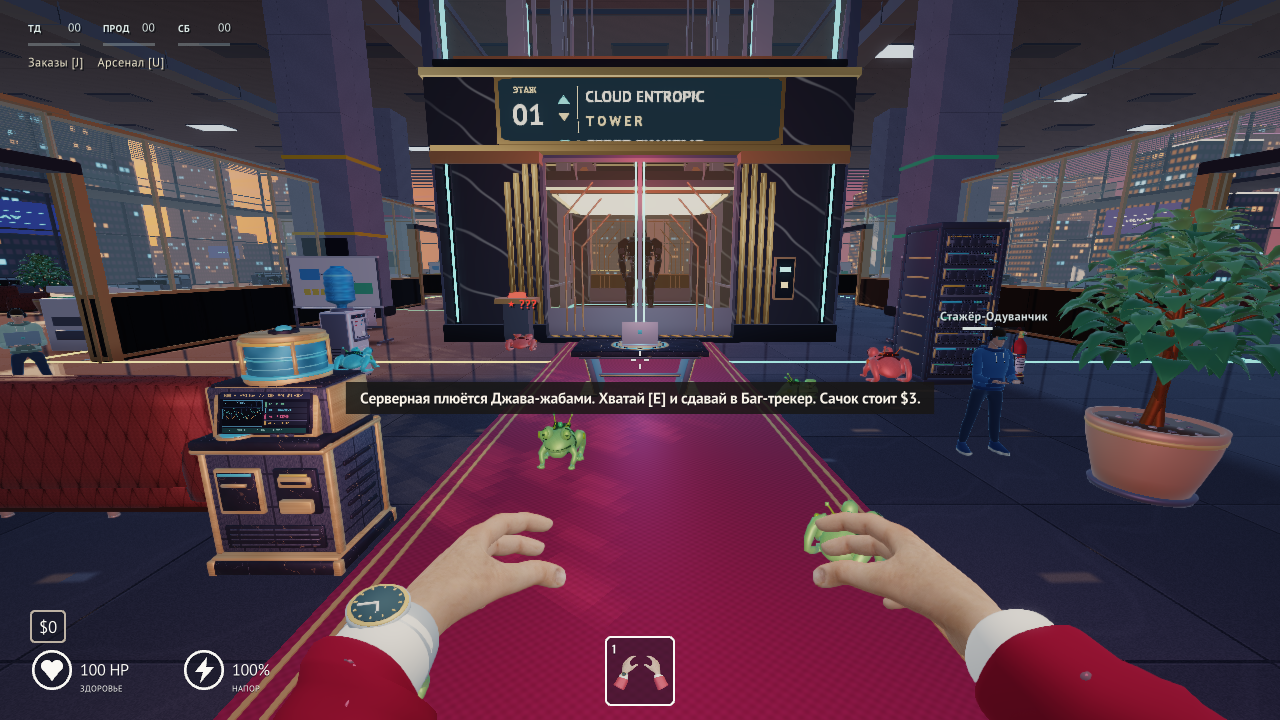 ТД 00 ПРОД 00 СБ 00
Заказы [J] Арсенал [U]
ЭТАЖ
01
CLOUD ENTROPIC
TOWER
???
Стажёр-Одуванчик
Серверная плюётся Джава-жабами. Хватай [E] и сдавай в Баг-трекер. Сачок стоит $3.
$0
100 HP
ЗДОРОВЬЕ
100%
НАПОР
1